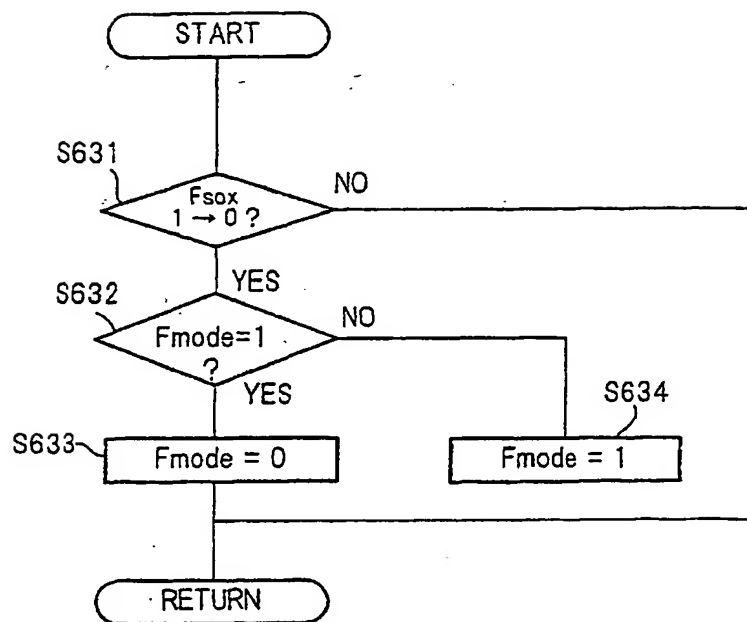 START
S631
Fsox
1 → 0 ?
NO
YES
S632
Fmode=1
?
NO
YES
S634
S633
Fmode = 0
Fmode = 1
RETURN